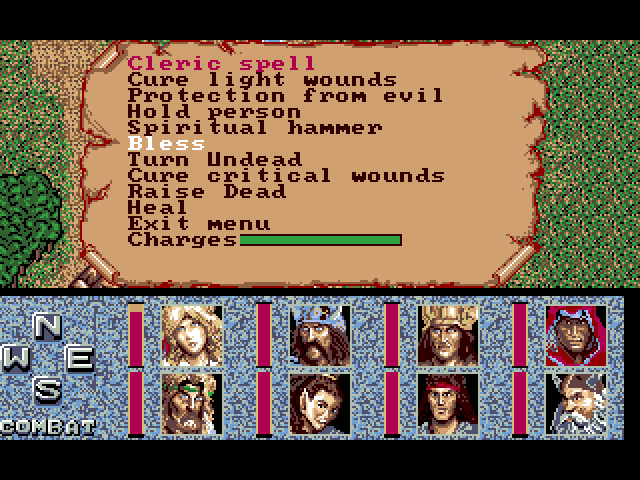 Cleric spell
Cure light wounds
Protection from evil
Hold person
Spiritual hammer
Bless
Turn Undead
Cure critical wounds
Raise Dead
Heal
Exit menu
Charges
N
W E
S
COMBAT